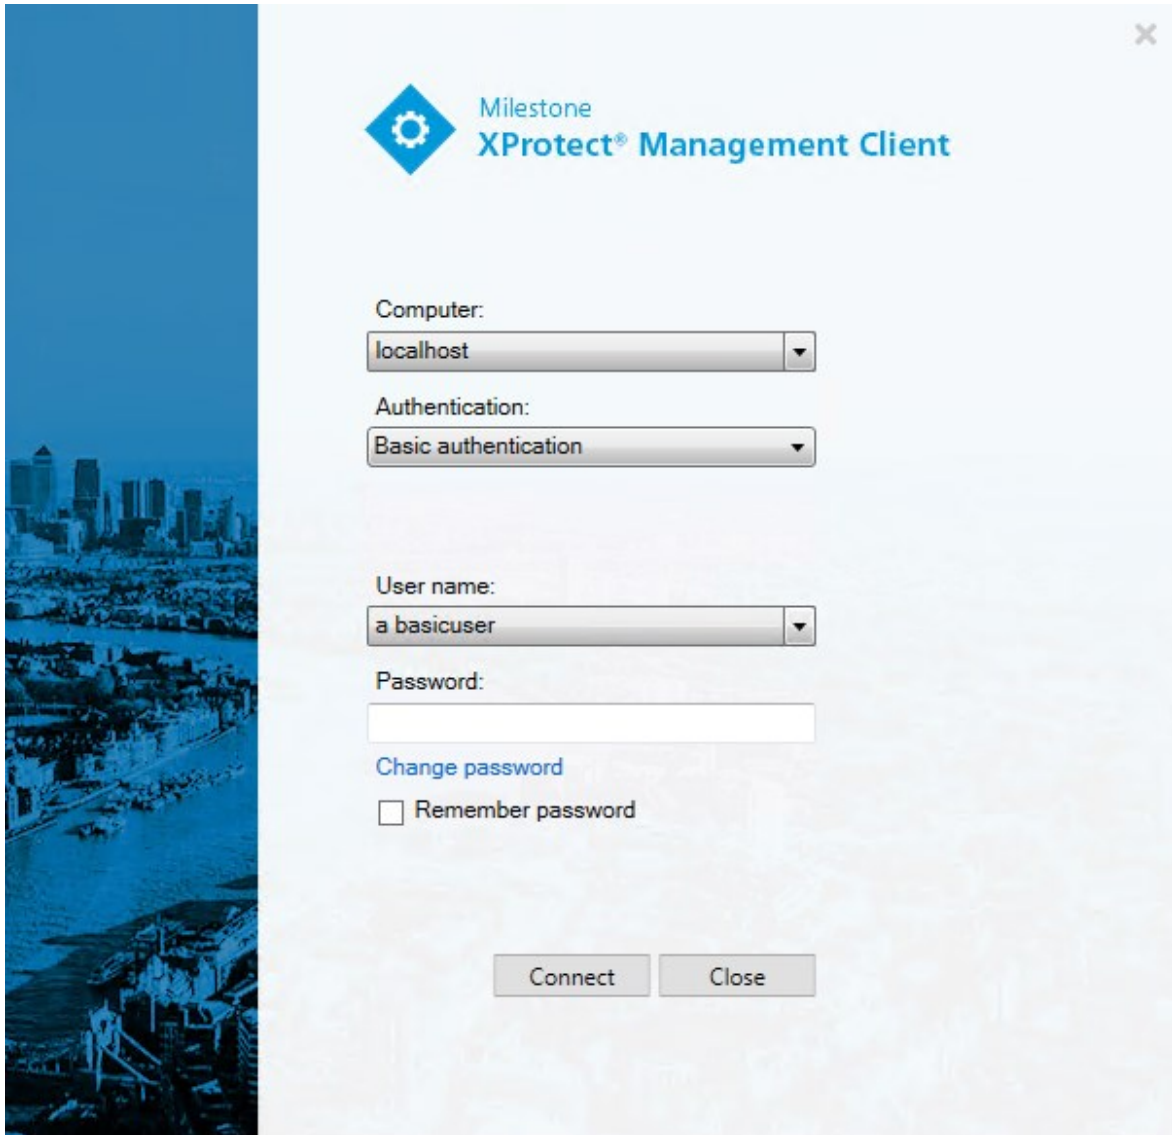 Milestone
XProtect® Management Client
Computer:
localhost
Authentication:
Basic authentication
User name:
a basicuser
Password:
Change password
Remember password
Connect
Close